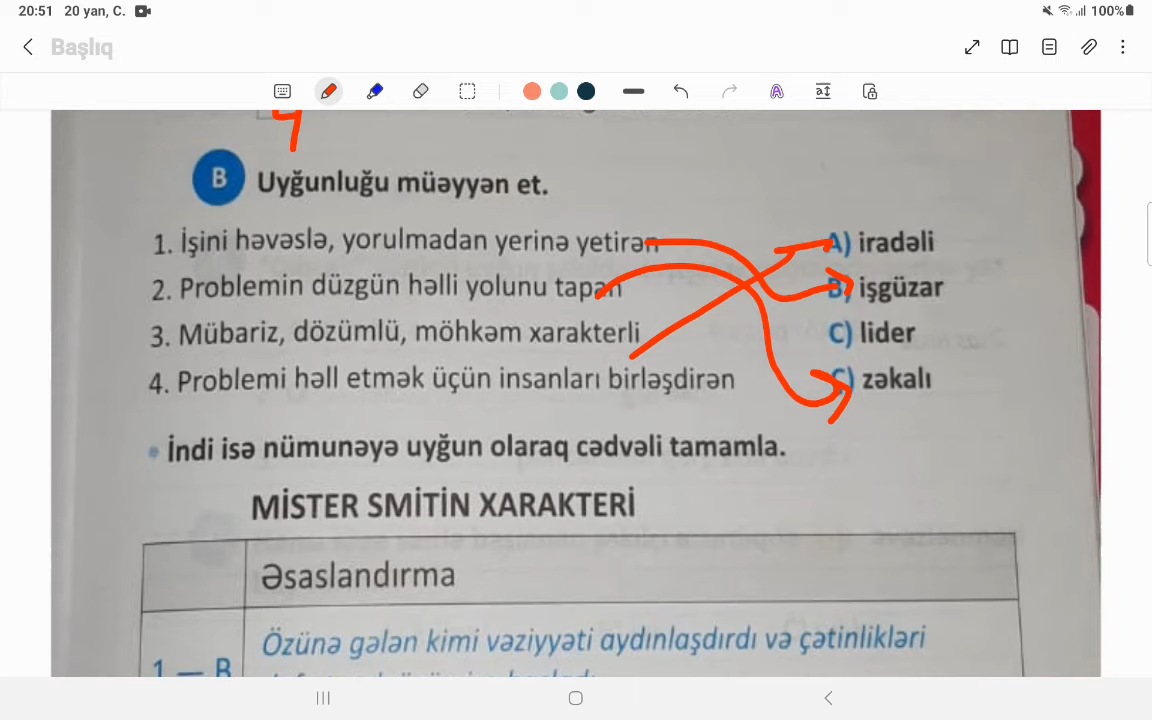 20:51 20 yan, C. 100%
Başlıq
4
B Uyğunluğu müəyyən et.
1. İşini həvəslə, yorulmadan yerinə yetirən A) iradəli
2. Problemin düzgün həlli yolunu tapan B) işgüzar
3. Mübariz, dözümlü, möhkəm xarakterli C) lider
4. Problemi həll etmək üçün insanları birləşdirən C) zəkalı
• İndi isə nümunəyə uyğun olaraq cədvəli tamamla.
MİSTER SMİTİN XARAKTERİ
Əsaslandırma
Özünə gələn kimi vəziyyəti aydınlaşdırdı və çətinlikləri
1 — B